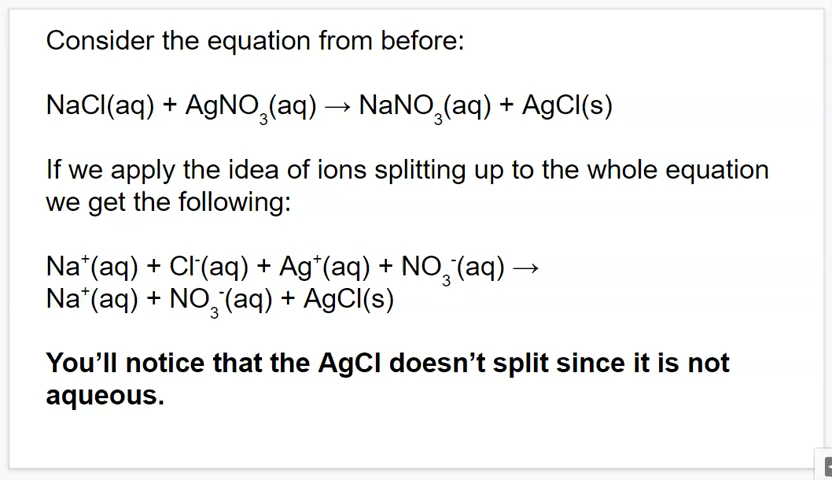 Consider the equation from before:
NaCl(aq) + AgNO₃(aq) → NaNO₃(aq) + AgCl(s)
If we apply the idea of ions splitting up to the whole equation
we get the following:
Na⁺(aq) + Cl⁻(aq) + Ag⁺(aq) + NO₃⁻(aq) →
Na⁺(aq) + NO₃⁻(aq) + AgCl(s)
You’ll notice that the AgCl doesn’t split since it is not
aqueous.